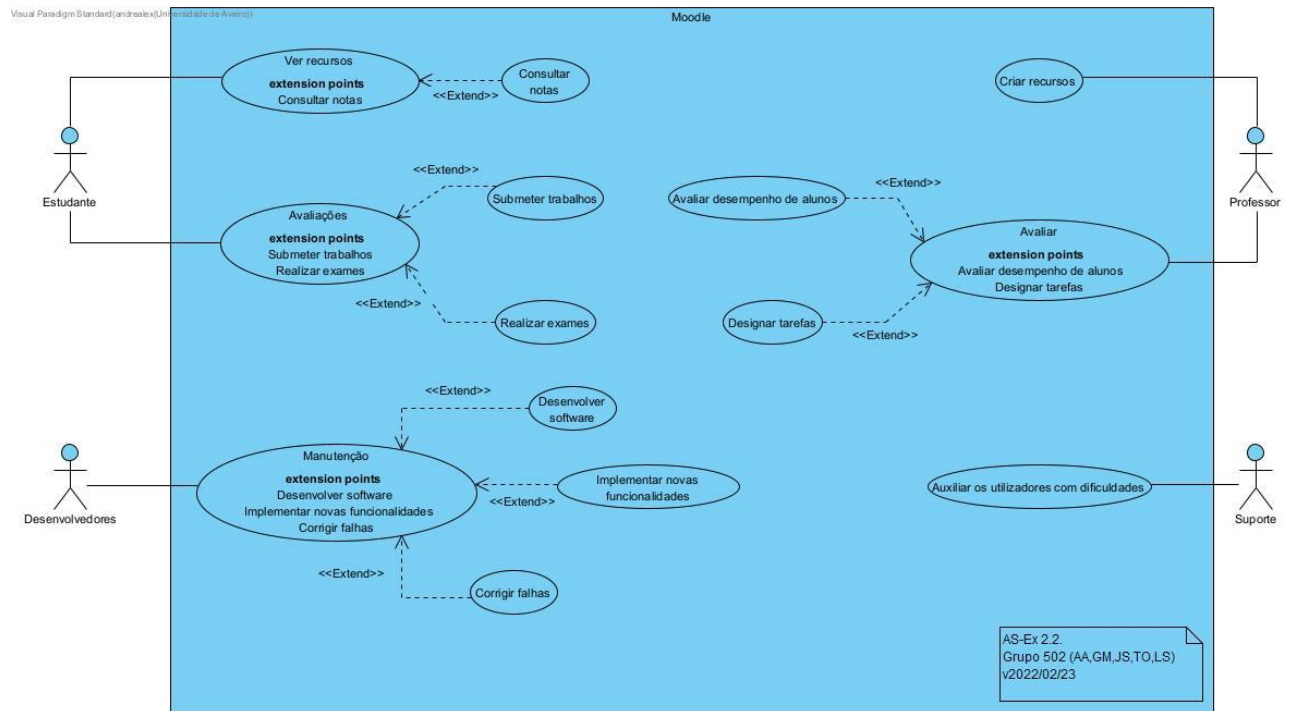 Visual Paradigm Standard(andrealex(Universidade de Aveiro))
Moodle
Ver recursos
extension points
Consultar notas
<<Extend>>
Consultar
notas
Criar recursos
Estudante
Professor
<<Extend>>
Submeter trabalhos
Avaliações
extension points
Submeter trabalhos
Realizar exames
<<Extend>>
Realizar exames
<<Extend>>
Avaliar desempenho de alunos
Avaliar
extension points
Avaliar desempenho de alunos
Designar tarefas
Designar tarefas
<<Extend>>
<<Extend>>
Desenvolver
software
Manutenção
extension points
Desenvolver software
Implementar novas funcionalidades
Corrigir falhas
<<Extend>>
Implementar novas
funcionalidades
Desenvolvedores
<<Extend>>
Corrigir falhas
Auxiliar os utilizadores com dificuldades
Suporte
AS-Ex 2.2.
Grupo 502 (AA,GM,JS,TO,LS)
v2022/02/23